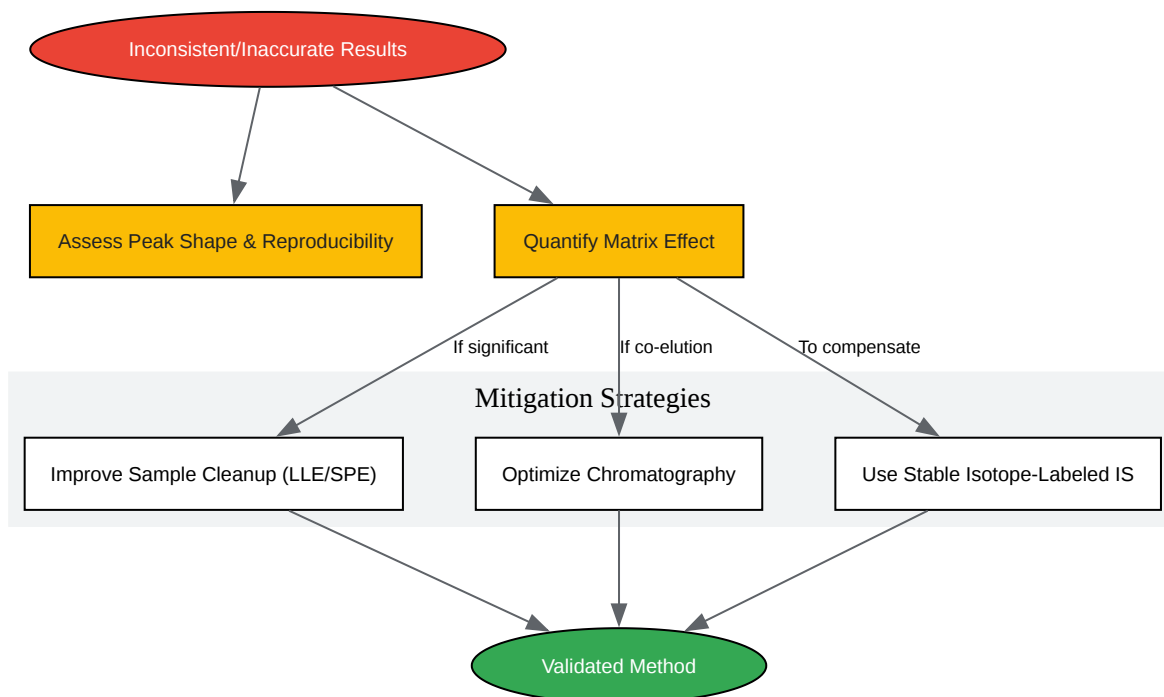 Inconsistent/Inaccurate Results
Assess Peak Shape & Reproducibility
Quantify Matrix Effect
If significant
If co-elution
To compensate
Mitigation Strategies
Improve Sample Cleanup (LLE/SPE)
Optimize Chromatography
Use Stable Isotope-Labeled IS
Validated Method